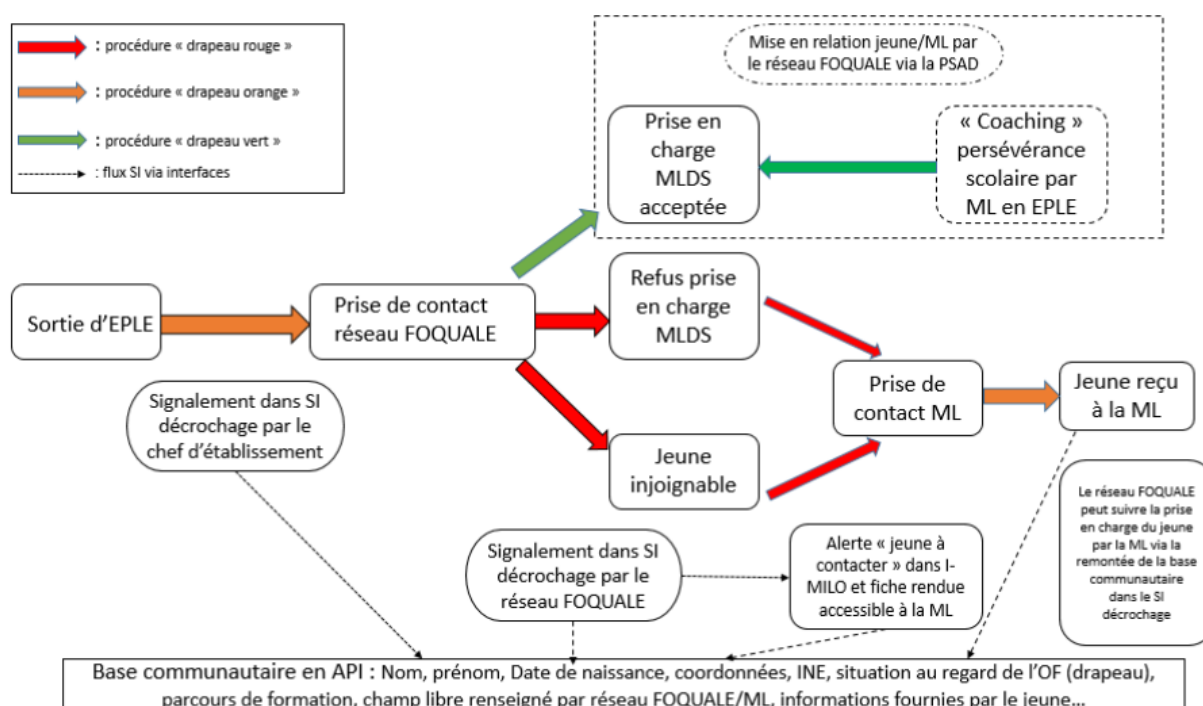 : procédure « drapeau rouge »
: procédure « drapeau orange »
: procédure « drapeau vert »
: flux SI via interfaces
Mise en relation jeune/ML par
le réseau FOQUALE via la PSAD
Prise en
charge
MLDS
acceptée
« Coaching »
persévérance
scolaire par
ML en EPLE
Sortie d’EPLE
Prise de contact
réseau FOQUALE
Refus prise
en charge
MLDS
Jeune
injoignable
Prise de
contact ML
Jeune reçu
à la ML
Signalement dans SI
décrochage par le
chef d’établissement
Signalement dans SI
décrochage par le
réseau FOQUALE
Alerte « jeune à
contacter » dans I-
MILO et fiche rendue
accessible à la ML
Le réseau FOQUALE
peut suivre la prise
en charge du jeune
par la ML via la
remontée de la base
communautaire
dans le SI
décrochage
Base communautaire en API : Nom, prénom, Date de naissance, coordonnées, INE, situation au regard de l’OF (drapeau),
parcours de formation, champ libre renseigné par réseau FOQUALE/ML, informations fournies par le jeune…